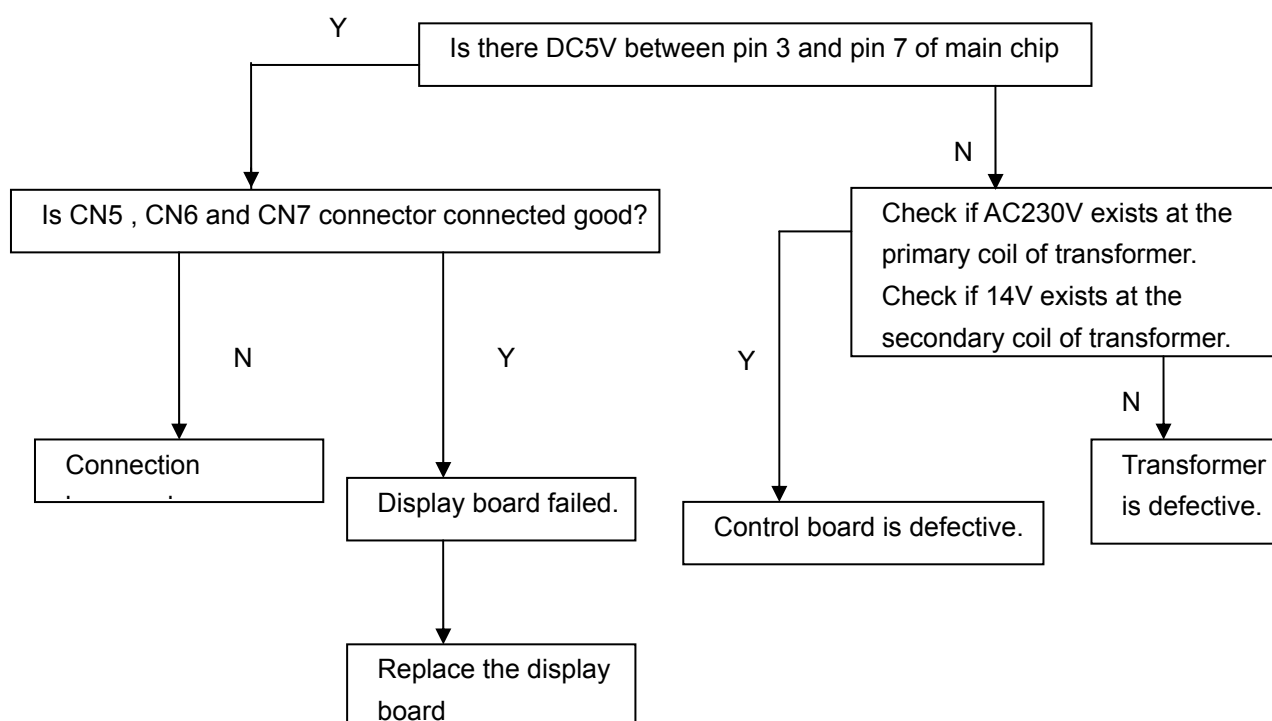 Y
Is there DC5V between pin 3 and pin 7 of main chip
N
Is CN5 , CN6 and CN7 connector connected good?
Check if AC230V exists at the
primary coil of transformer.
Check if 14V exists at the
secondary coil of transformer.
N
Y
Y
N
Connection
Display board failed.
Control board is defective.
Transformer
is defective.
Replace the display
board